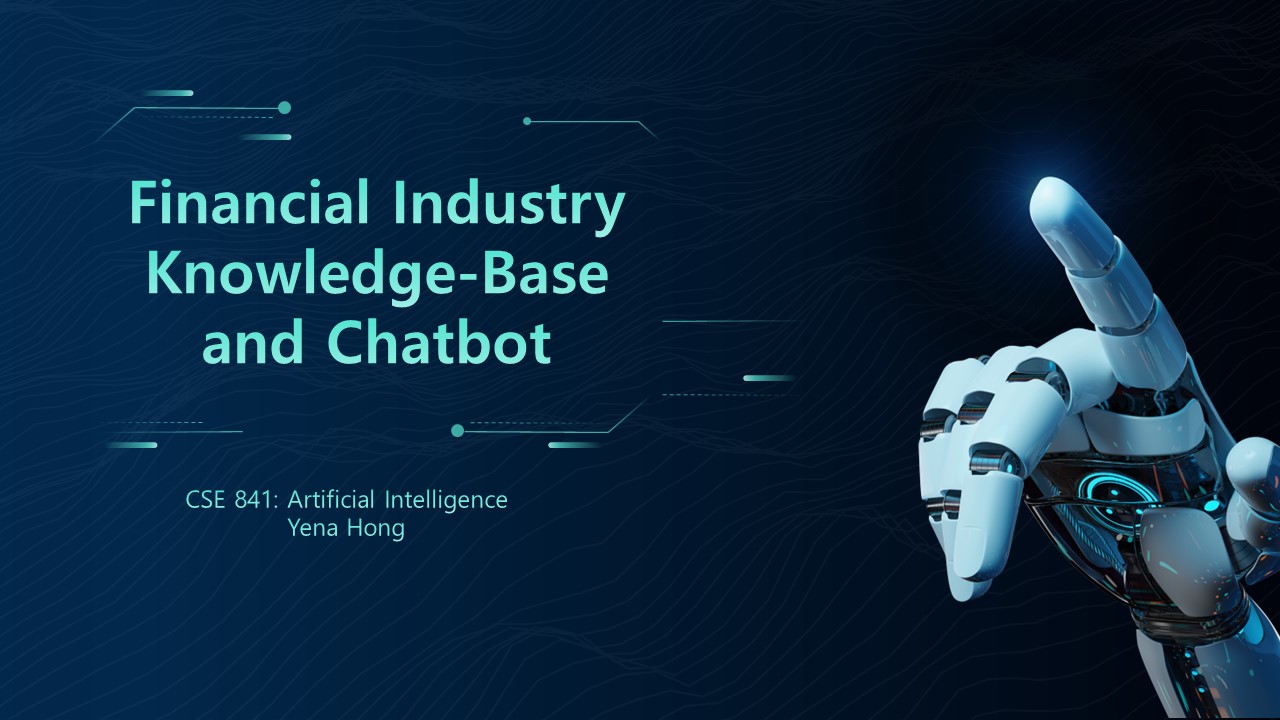 Financial Industry
Knowledge-Base
and Chatbot
CSE 841: Artificial Intelligence
Yena Hong